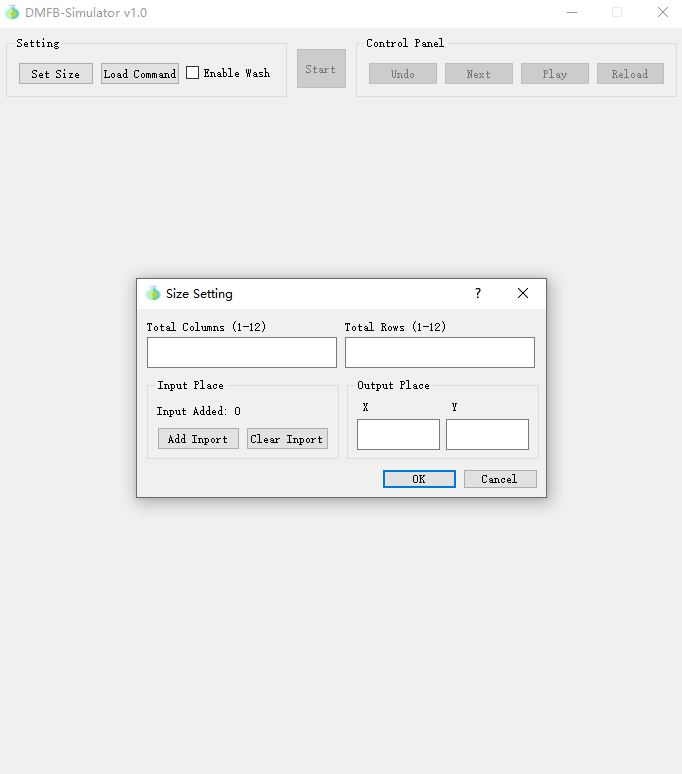 DMFB-Simulator v1.0
Setting
Control Panel
Set Size Load Command Enable Wash Start Undo Next Play Reload
Size Setting ?
Total Columns (1-12) Total Rows (1-12)
Input Place Output Place
Input Added: 0 X Y
Add Inport Clear Inport
OK Cancel